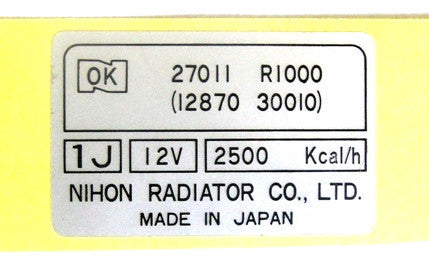 OK 27011 R1000
(12870 30010)
1J 12V 2500 Kcal/h
NIHON RADIATOR CO., LTD.
MADE IN JAPAN